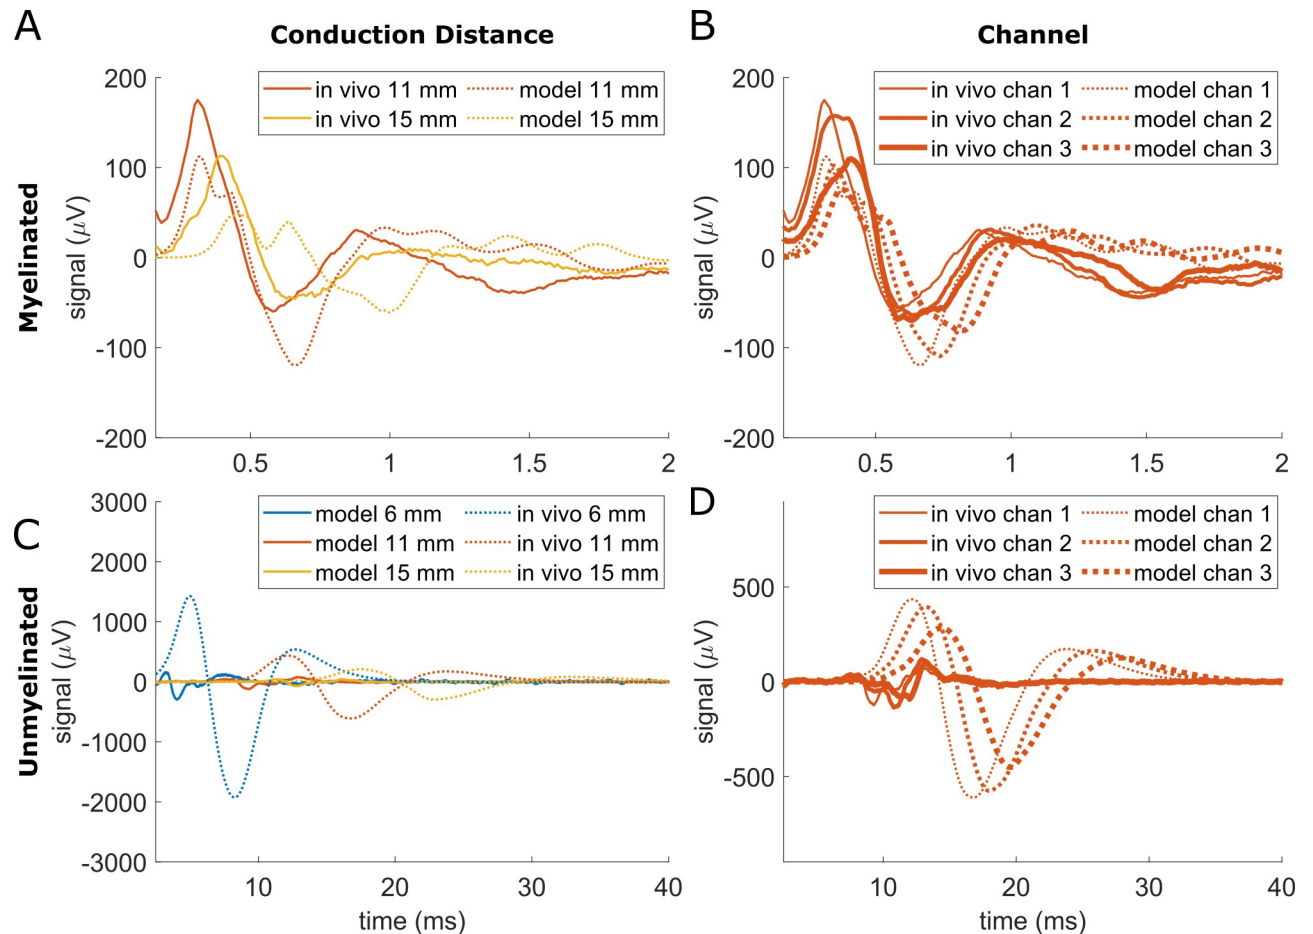 A
Conduction Distance
B
Channel
Myelinated
signal (μV)
200
100
0
-100
-200
in vivo 11 mm
model 11 mm
in vivo 15 mm
model 15 mm
0.5
1
1.5
2
signal (μV)
200
100
0
-100
-200
in vivo chan 1
model chan 1
in vivo chan 2
model chan 2
in vivo chan 3
model chan 3
0.5
1
1.5
2
C
Unmyelinated
signal (μV)
3000
2000
1000
0
-1000
-2000
-3000
model 6 mm
in vivo 6 mm
model 11 mm
in vivo 11 mm
model 15 mm
in vivo 15 mm
10
20
30
40
time (ms)
D
signal (μV)
500
0
-500
in vivo chan 1
model chan 1
in vivo chan 2
model chan 2
in vivo chan 3
model chan 3
10
20
30
40
time (ms)